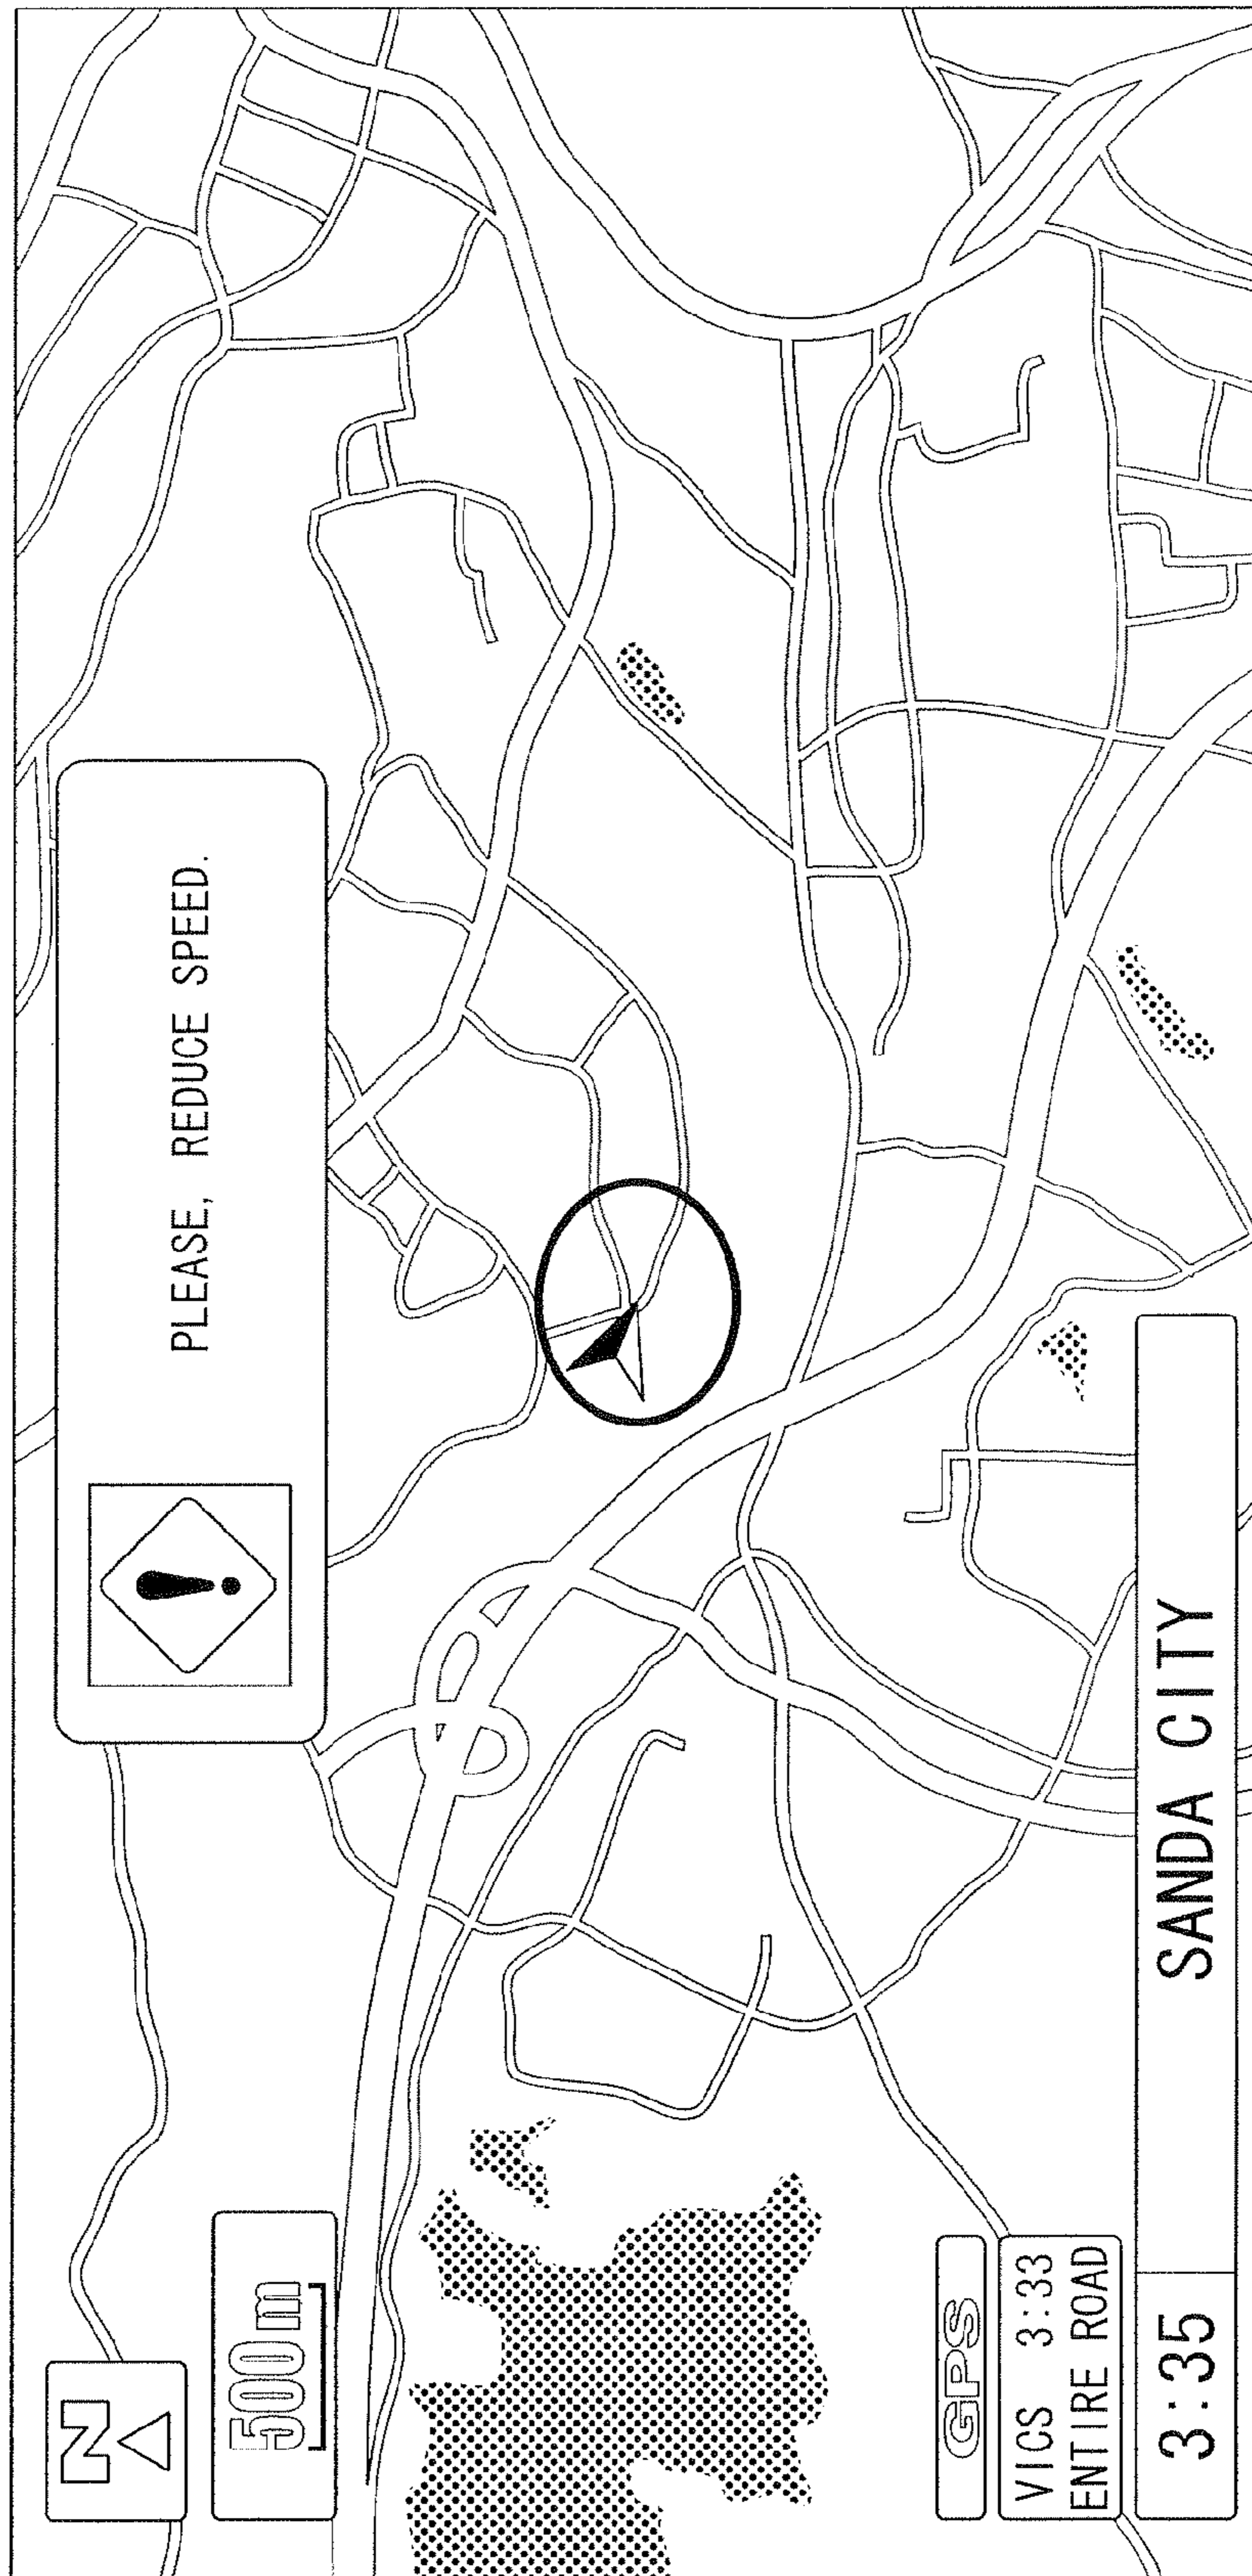 N
500m
PLEASE, REDUCE SPEED.
GPS
VICS 3:33
ENTIRE ROAD
3:35 SANDA CITY